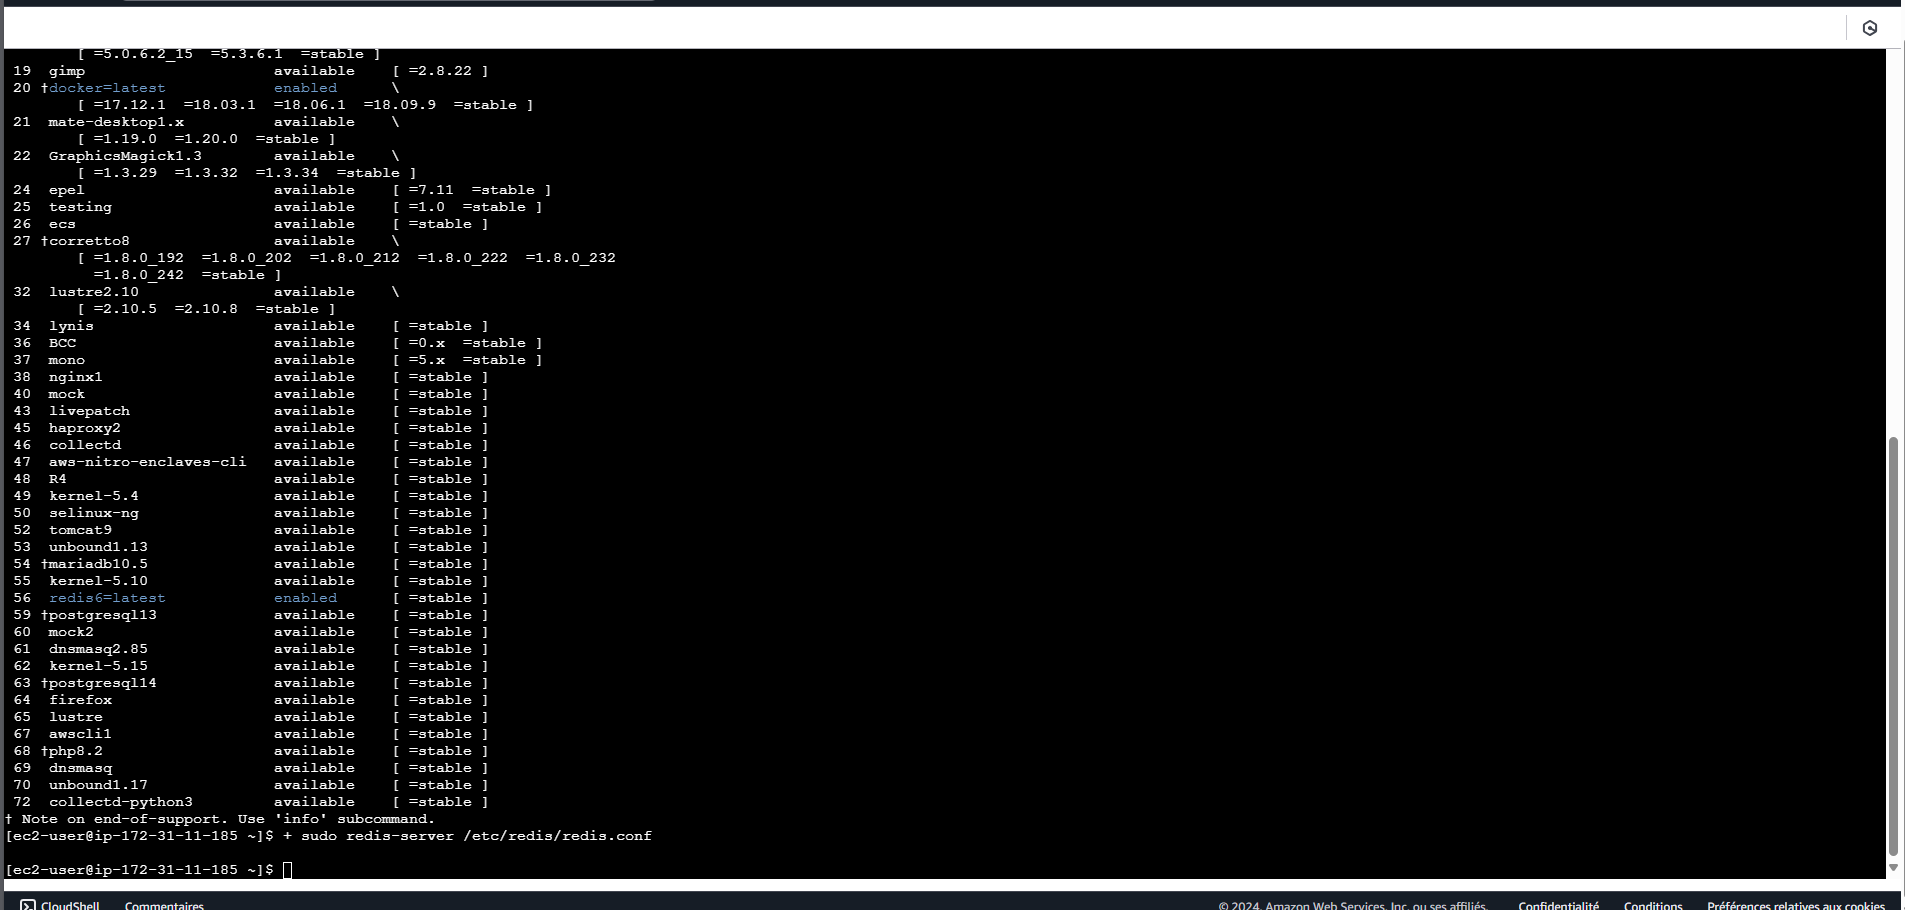 [ =5.0.6.2_15  =5.3.6.1  =stable ]
19  gimp                     available    [ =2.8.22 ]
20 †docker=latest            enabled      \
        [ =17.12.1  =18.03.1  =18.06.1  =18.09.9  =stable ]
21  mate-desktop1.x          available    \
        [ =1.19.0  =1.20.0  =stable ]
22  GraphicsMagick1.3        available    \
        [ =1.3.29  =1.3.32  =1.3.34  =stable ]
24  epel                     available    [ =7.11  =stable ]
25  testing                  available    [ =1.0  =stable ]
26  ecs                      available    [ =stable ]
27 †corretto8                available    \
        [ =1.8.0_192  =1.8.0_202  =1.8.0_212  =1.8.0_222  =1.8.0_232
          =1.8.0_242  =stable ]
32  lustre2.10               available    \
        [ =2.10.5  =2.10.8  =stable ]
34  lynis                    available    [ =stable ]
36  BCC                      available    [ =0.x  =stable ]
37  mono                     available    [ =5.x  =stable ]
38  nginx1                   available    [ =stable ]
40  mock                     available    [ =stable ]
43  livepatch                available    [ =stable ]
45  haproxy2                 available    [ =stable ]
46  collectd                 available    [ =stable ]
47  aws-nitro-enclaves-cli   available    [ =stable ]
48  R4                       available    [ =stable ]
49  kernel-5.4               available    [ =stable ]
50  selinux-ng               available    [ =stable ]
52  tomcat9                  available    [ =stable ]
53  unbound1.13              available    [ =stable ]
54 †mariadb10.5              available    [ =stable ]
55  kernel-5.10              available    [ =stable ]
56  redis6=latest            enabled      [ =stable ]
59 †postgresql13             available    [ =stable ]
60  mock2                    available    [ =stable ]
61  dnsmasq2.85              available    [ =stable ]
62  kernel-5.15              available    [ =stable ]
63 †postgresql14             available    [ =stable ]
64  firefox                  available    [ =stable ]
65  lustre                   available    [ =stable ]
67  awscli1                  available    [ =stable ]
68 †php8.2                   available    [ =stable ]
69  dnsmasq                  available    [ =stable ]
70  unbound1.17              available    [ =stable ]
72  collectd-python3         available    [ =stable ]
† Note on end-of-support. Use 'info' subcommand.
[ec2-user@ip-172-31-11-185 ~]$ + sudo redis-server /etc/redis/redis.conf
[ec2-user@ip-172-31-11-185 ~]$
CloudShell Commentaires © 2024, Amazon Web Services, Inc. ou ses affiliés. Confidentialité Conditions Préférences relatives aux cookies